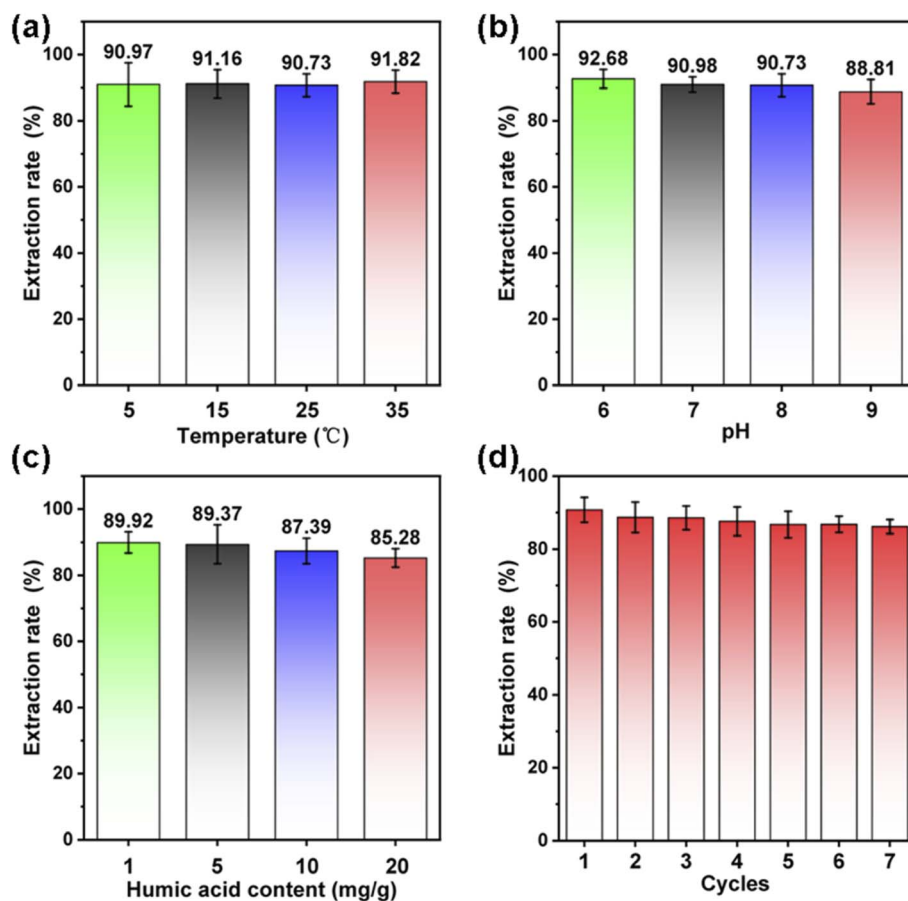 (a)
Extraction rate (%)
100
80
60
40
20
0
90.97 91.16 90.73 91.82
5 15 25 35
Temperature (℃)
(b)
Extraction rate (%)
100
80
60
40
20
0
92.68 90.98 90.73 88.81
6 7 8 9
pH
(c)
Extraction rate (%)
100
80
60
40
20
0
89.92 89.37 87.39 85.28
1 5 10 20
Humic acid content (mg/g)
(d)
Extraction rate (%)
100
80
60
40
20
0
1 2 3 4 5 6 7
Cycles